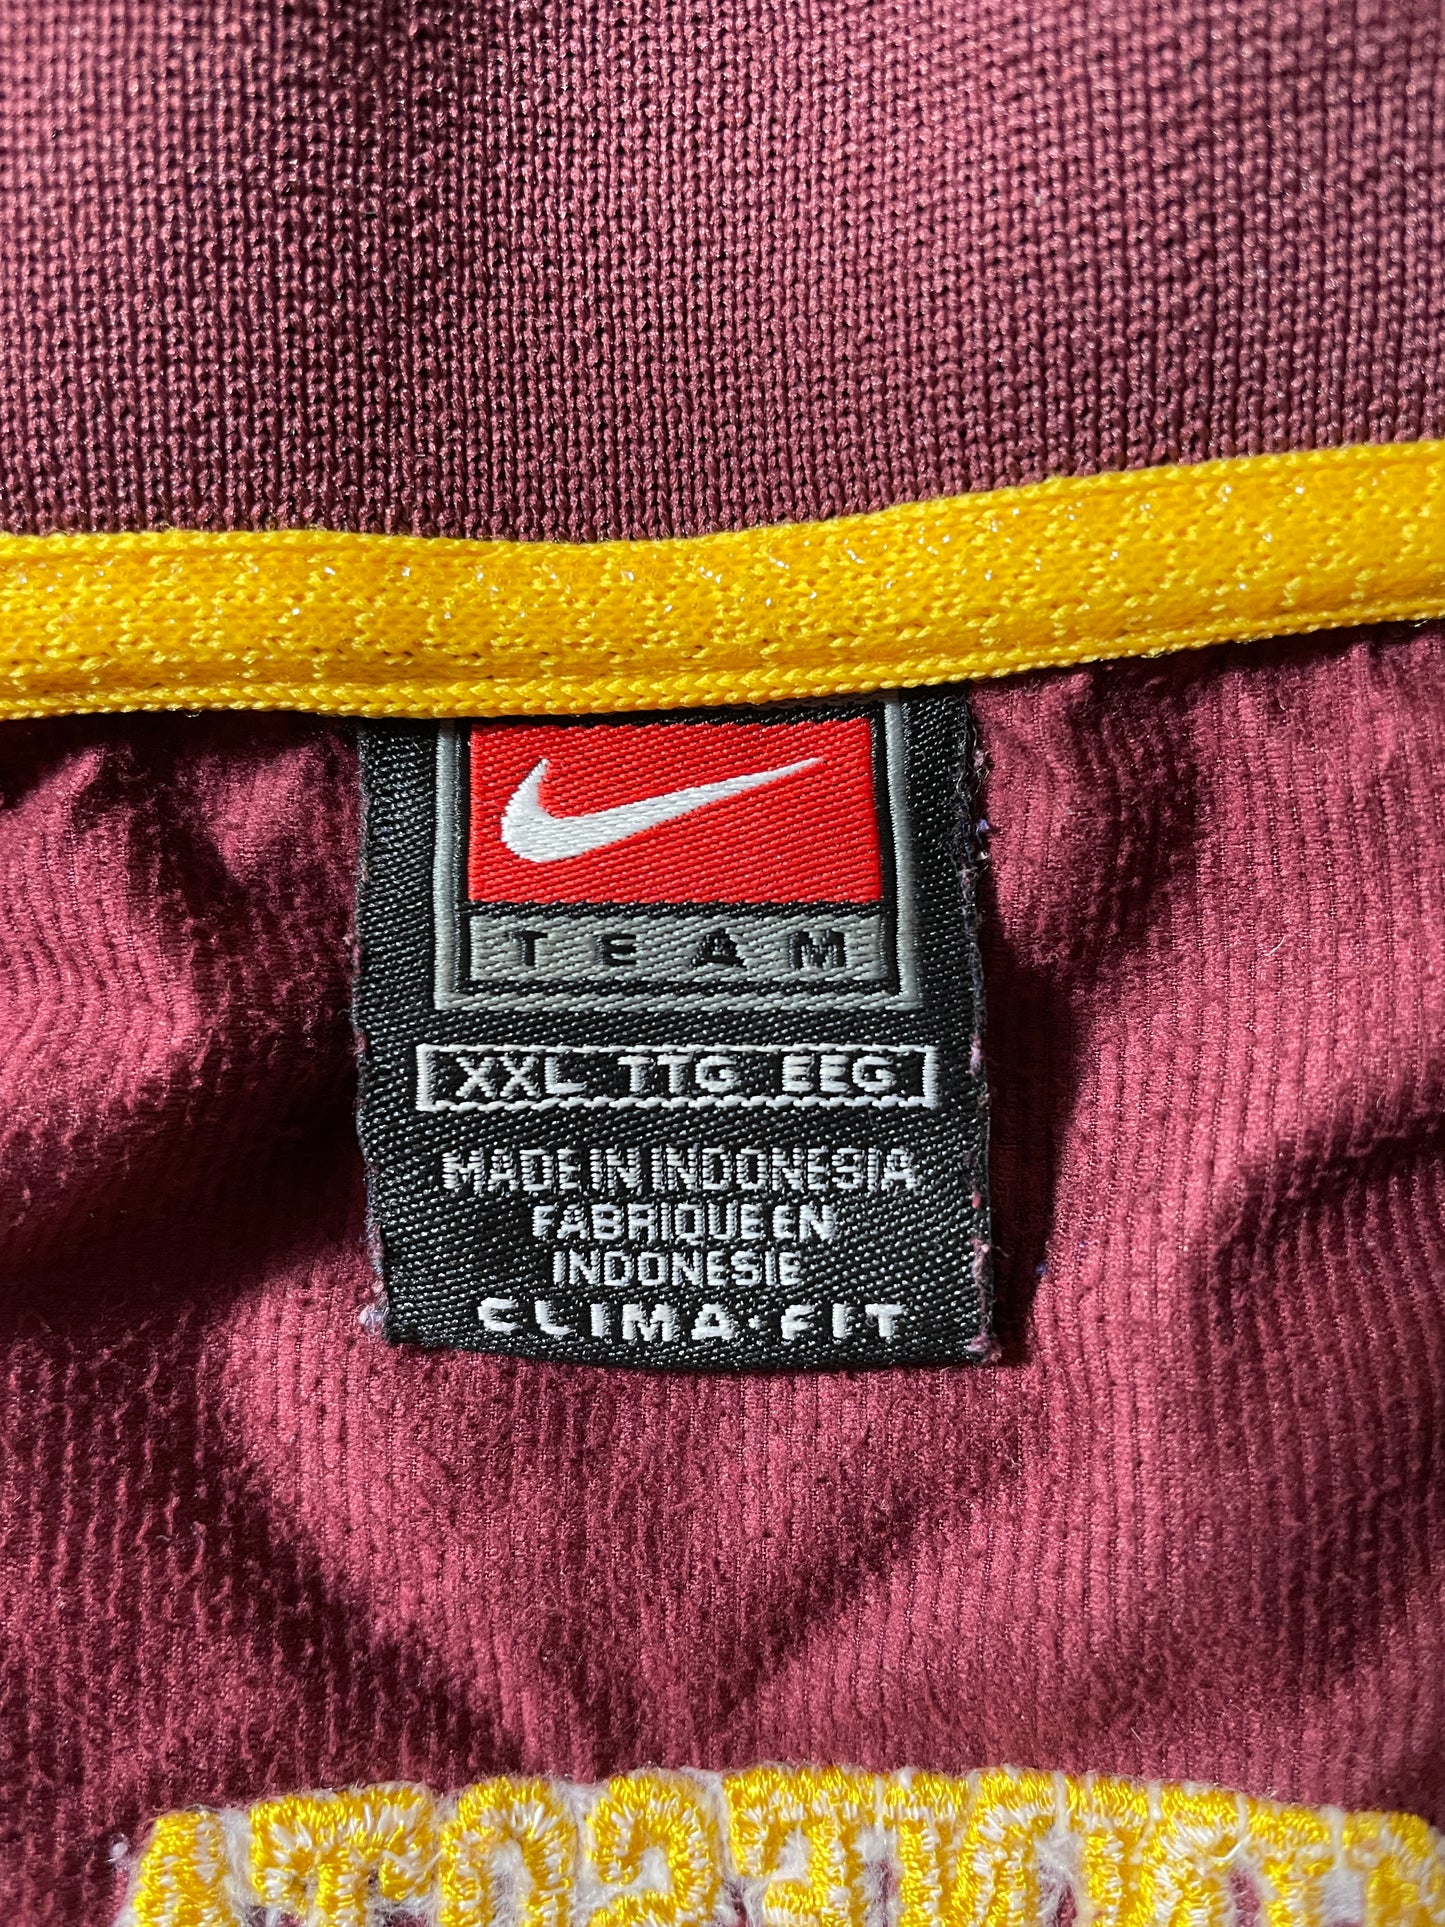 TEAM
XXL TTG EEG
MADE IN INDONESIA
FABRIQUE EN
INDONESIE
CLIMA·FIT